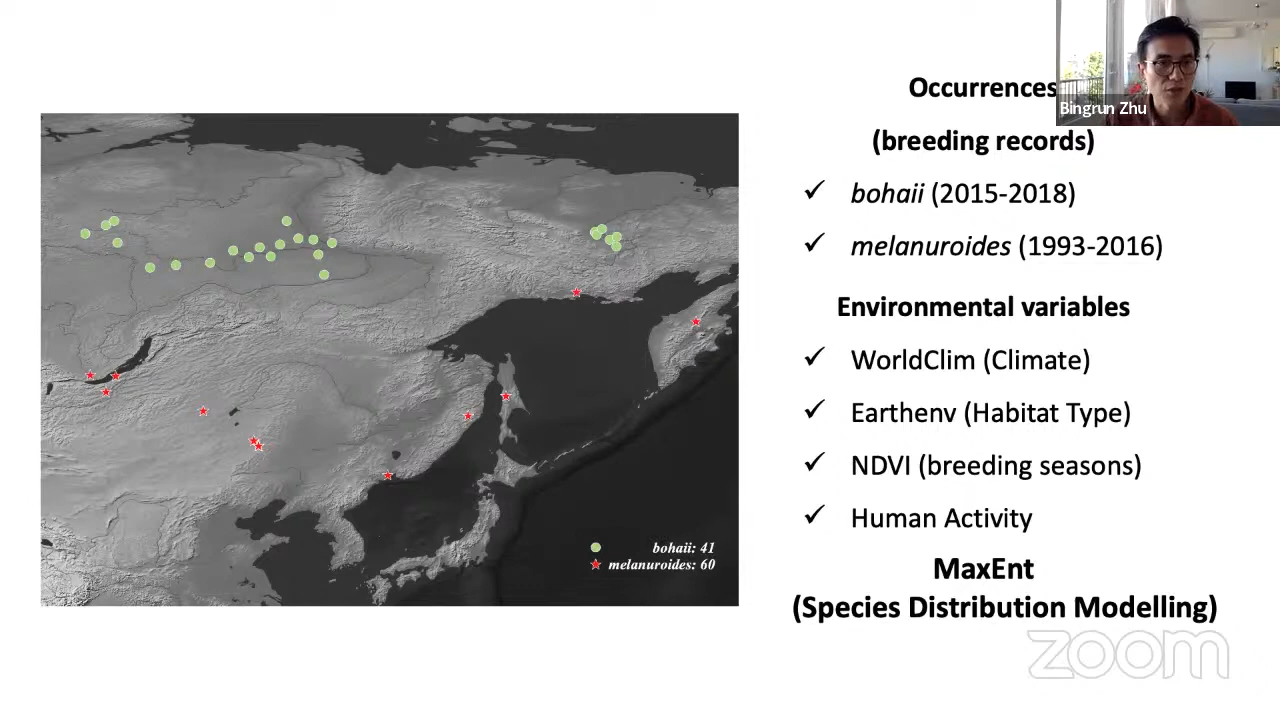 Occurrences
Bingrun Zhu
(breeding records)
✓ bohaii (2015-2018)
✓ melanuroides (1993-2016)
Environmental variables
✓ WorldClim (Climate)
✓ Earthenv (Habitat Type)
✓ NDVI (breeding seasons)
✓ Human Activity
MaxEnt
(Species Distribution Modelling)
bohaii: 41
melanuroides: 60
zoom